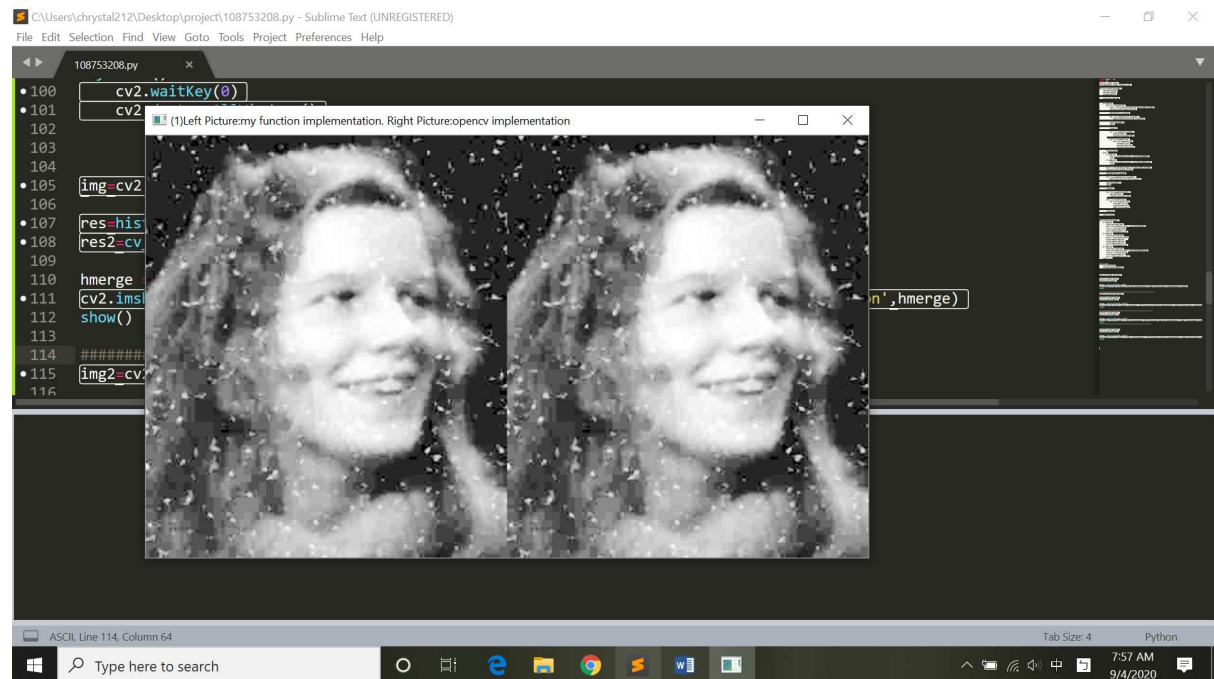 C:\Users\chrystal212\Desktop\project\108753208.py - Sublime Text (UNREGISTERED)
File Edit Selection Find View Goto Tools Project Preferences Help
108753208.py ×
100 cv2.waitKey(0)
101 cv2
(1)Left Picture:my function implementation. Right Picture:opencv implementation
102
103
104
105 img=cv2
106
107 res=his
108 res2=cv
109
110 hmerge
111 cv2.ims n',hmerge)
112 show()
113
114 #########
115 img2=cv2
116
ASCII, Line 114, Column 64 Tab Size: 4 Python
Type here to search
中
7:57 AM
9/4/2020